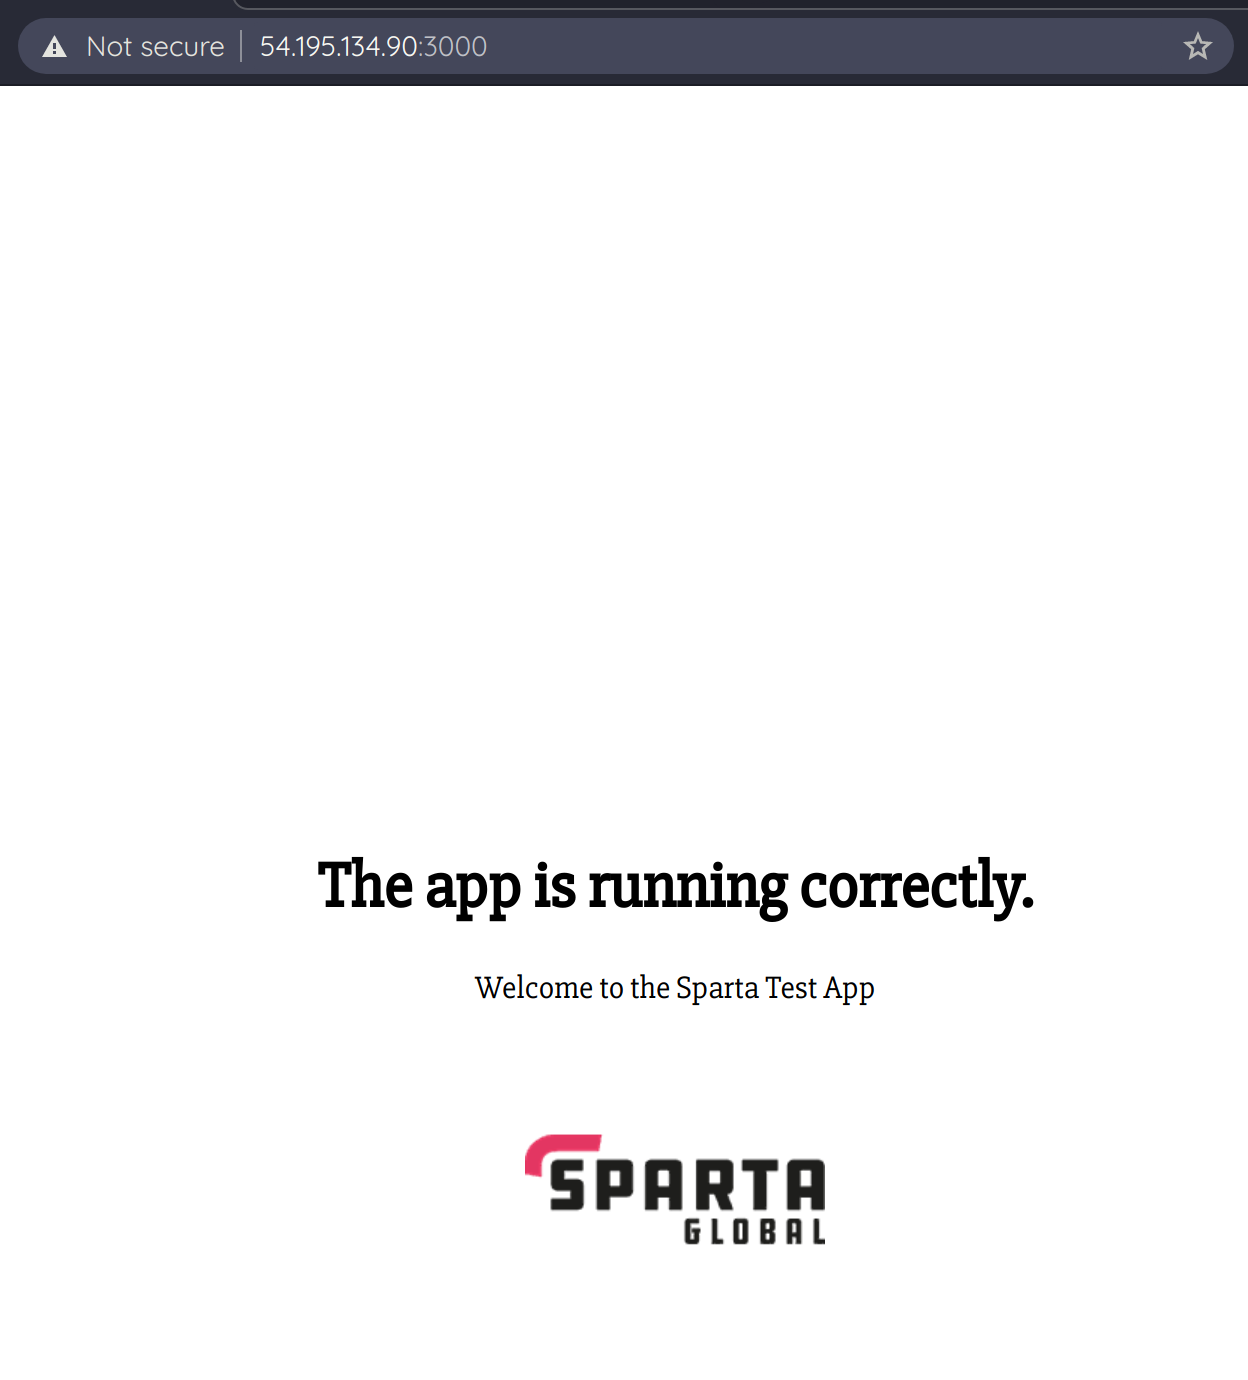 Not secure 54.195.134.90:3000
The app is running correctly.
Welcome to the Sparta Test App
SPARTA
GLOBAL